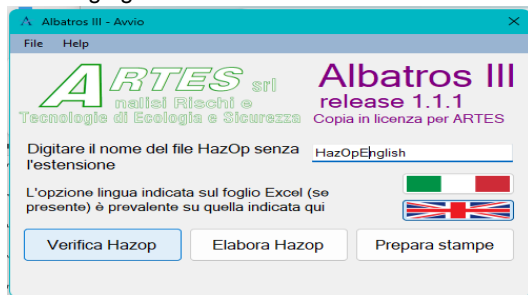 Albatros III - Avvio
File Help
ARTES srl
nalisi Rischi e
Tecnologie di Ecologia e Sicurezza
Albatros III
release 1.1.1
Copia in licenza per ARTES
Digitare il nome del file HazOp senza
l'estensione
HazOpEnglish
L'opzione lingua indicata sul foglio Excel (se
presente) è prevalente su quella indicata
qui
Verifica Hazop
Elabora Hazop
Prepara stampe